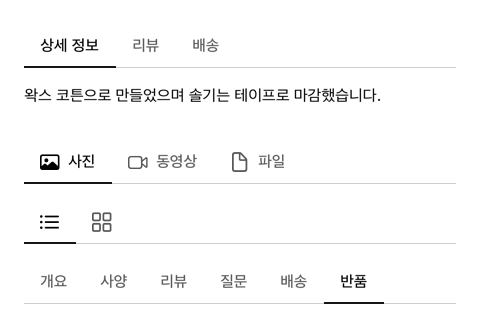 상세 정보 리뷰 배송
왁스 코튼으로 만들었으며 솔기는 테이프로 마감했습니다.
사진 동영상 파일
개요 사양 리뷰 질문 배송 반품